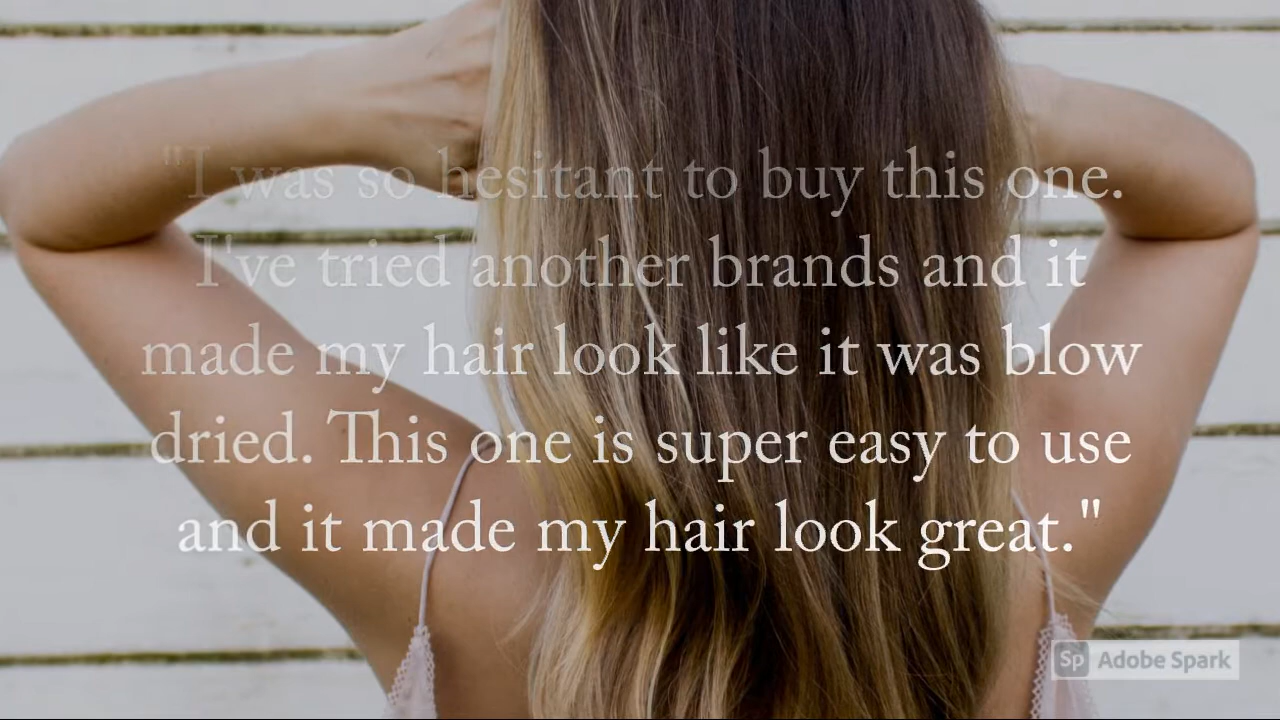 "I was so hesitant to buy this one.
I've tried another brands and it
made my hair look like it was blow
dried. This one is super easy to use
and it made my hair look great."
Sp Adobe Spark